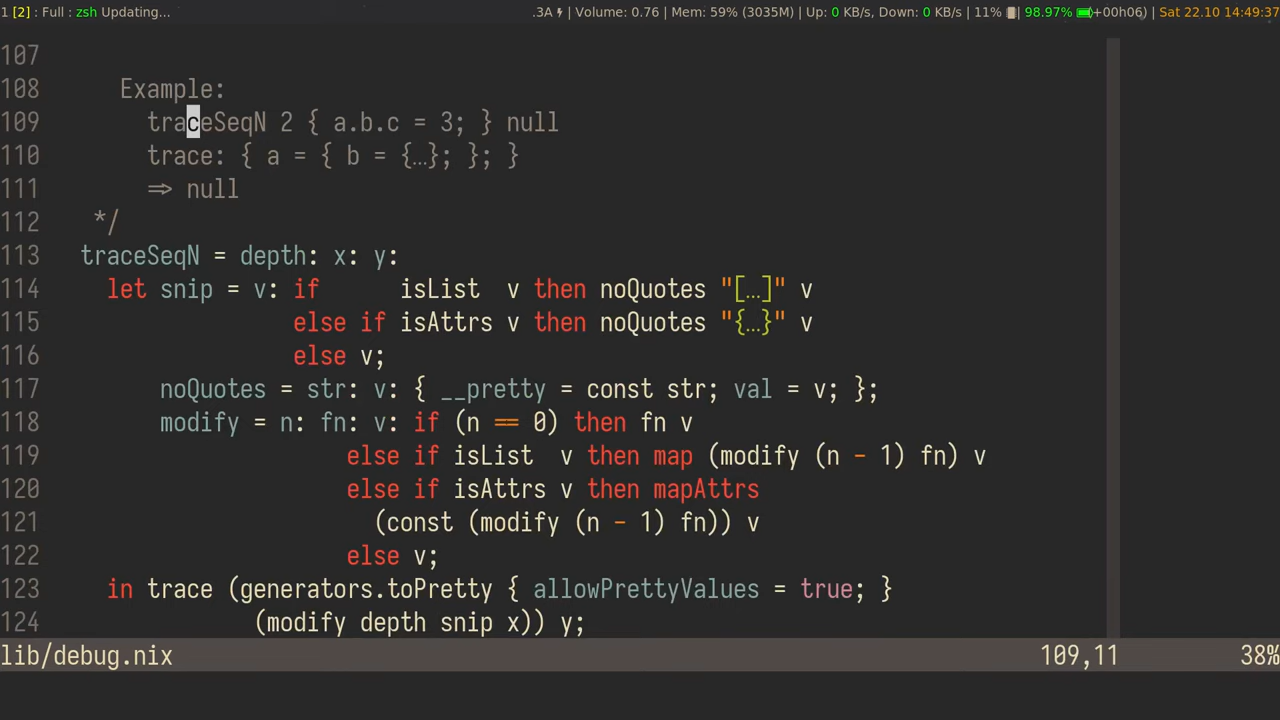 1 [2] : Full : zsh Updating... .3A | Volume: 0.76 | Mem: 59% (3035M) | Up: 0 KB/s, Down: 0 KB/s | 11% | 98.97% +00h06 | Sat 22.10 14:49:37
107
108 Example:
109 traceSeqN 2 { a.b.c = 3; } null
110 trace: { a = { b = {…}; }; }
111 => null
112 */
113 traceSeqN = depth: x: y:
114 let snip = v: if isList v then noQuotes "[…]" v
115 else if isAttrs v then noQuotes "{…}" v
116 else v;
117 noQuotes = str: v: { __pretty = const str; val = v; };
118 modify = n: fn: v: if (n == 0) then fn v
119 else if isList v then map (modify (n - 1) fn) v
120 else if isAttrs v then mapAttrs
121 (const (modify (n - 1) fn)) v
122 else v;
123 in trace (generators.toPretty { allowPrettyValues = true; }
124 (modify depth snip x)) y;
lib/debug.nix 109,11 38%